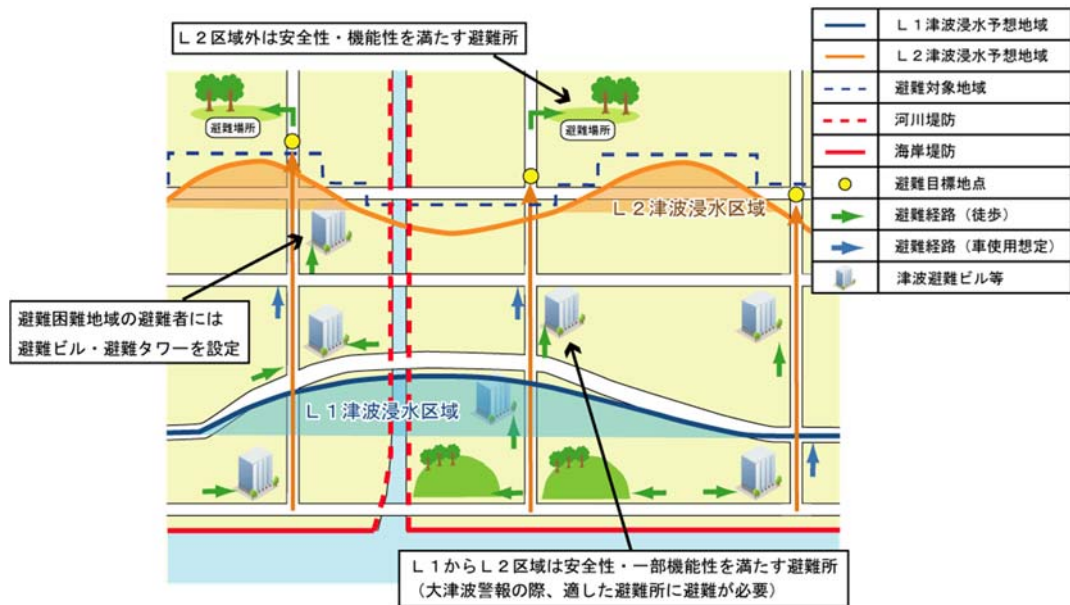 L2区域外は安全性・機能性を満たす避難所
L1津波浸水予想地域
L2津波浸水予想地域
避難対象地域
河川堤防
海岸堤防
避難目標地点
避難経路(徒歩)
避難経路(車使用想定)
津波避難ビル等
避難場所
避難場所
L2津波浸水区域
避難困難地域の避難者には
避難ビル・避難タワーを設定
L1津波浸水区域
L1からL2区域は安全性・一部機能性を満たす避難所
(大津波警報の際、適した避難所に避難が必要)